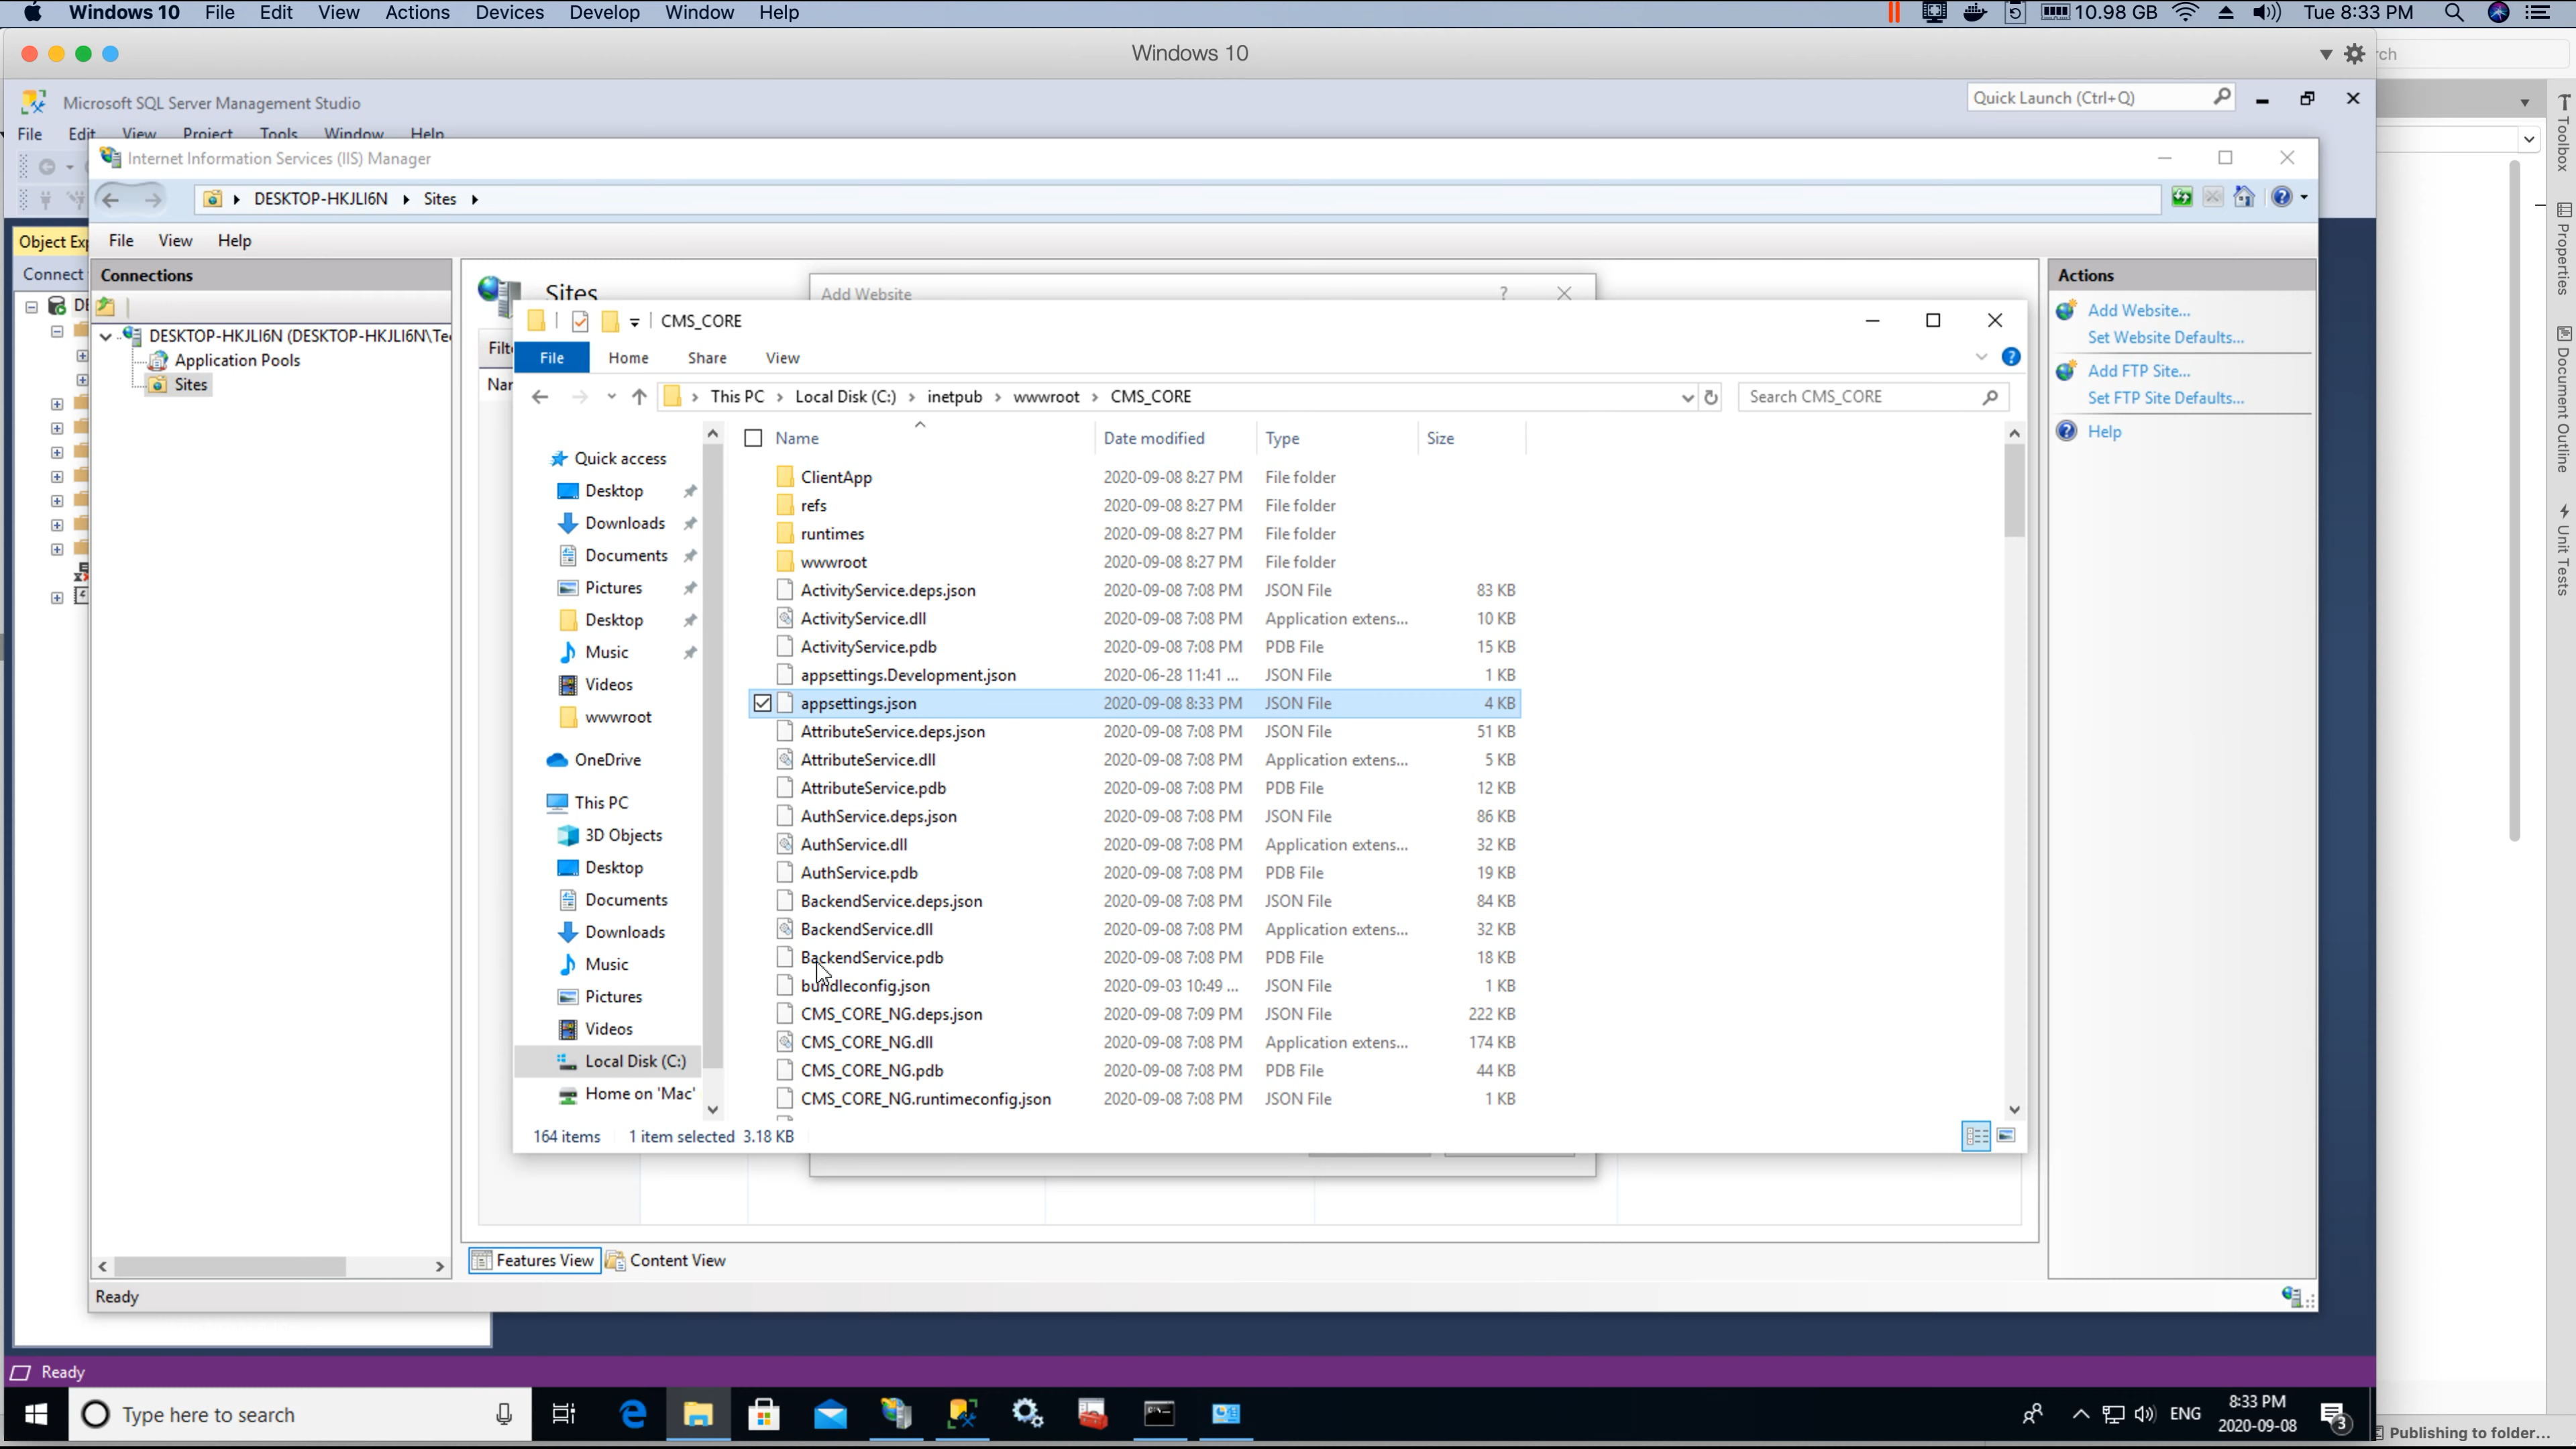 Windows 10 File Edit View Actions Devices Develop Window Help 10.98 GB Tue 8:33 PM
Windows 10
Microsoft SQL Server Management Studio Quick Launch (Ctrl+Q)
File Edit View Project Tools Window Help
Internet Information Services (IIS) Manager
DESKTOP-HKJLI6N Sites
Object Exp
File View Help
Connect
Connections
DESKTOP-HKJLI6N (DESKTOP-HKJLI6N\Te
Application Pools
Sites
Sites
Add Website ?
CMS_CORE
File Home Share View
This PC Local Disk (C:) inetpub wwwroot CMS_CORE
Search CMS_CORE
Quick access
Desktop
Downloads
Documents
Pictures
Desktop
Music
Videos
wwwroot
OneDrive
This PC
3D Objects
Desktop
Documents
Downloads
Music
Pictures
Videos
Local Disk (C:)
Home on 'Mac'
Name Date modified Type Size
ClientApp 2020-09-08 8:27 PM File folder
refs 2020-09-08 8:27 PM File folder
runtimes 2020-09-08 8:27 PM File folder
wwwroot 2020-09-08 8:27 PM File folder
ActivityService.deps.json 2020-09-08 7:08 PM JSON File 83 KB
ActivityService.dll 2020-09-08 7:08 PM Application extens... 10 KB
ActivityService.pdb 2020-09-08 7:08 PM PDB File 15 KB
appsettings.Development.json 2020-06-28 11:41 ... JSON File 1 KB
appsettings.json 2020-09-08 8:33 PM JSON File 4 KB
AttributeService.deps.json 2020-09-08 7:08 PM JSON File 51 KB
AttributeService.dll 2020-09-08 7:08 PM Application extens... 5 KB
AttributeService.pdb 2020-09-08 7:08 PM PDB File 12 KB
AuthService.deps.json 2020-09-08 7:08 PM JSON File 86 KB
AuthService.dll 2020-09-08 7:08 PM Application extens... 32 KB
AuthService.pdb 2020-09-08 7:08 PM PDB File 19 KB
BackendService.deps.json 2020-09-08 7:08 PM JSON File 84 KB
BackendService.dll 2020-09-08 7:08 PM Application extens... 32 KB
BackendService.pdb 2020-09-08 7:08 PM PDB File 18 KB
bundleconfig.json 2020-09-03 10:49 ... JSON File 1 KB
CMS_CORE_NG.deps.json 2020-09-08 7:09 PM JSON File 222 KB
CMS_CORE_NG.dll 2020-09-08 7:08 PM Application extens... 174 KB
CMS_CORE_NG.pdb 2020-09-08 7:08 PM PDB File 44 KB
CMS_CORE_NG.runtimeconfig.json 2020-09-08 7:08 PM JSON File 1 KB
164 items 1 item selected 3.18 KB
Actions
Add Website...
Set Website Defaults...
Add FTP Site...
Set FTP Site Defaults...
Help
Toolbox
Properties
Document Outline
Unit Tests
Features View Content View
Ready
Ready
Type here to search
ENG
8:33 PM
2020-09-08
3
Publishing to folder...